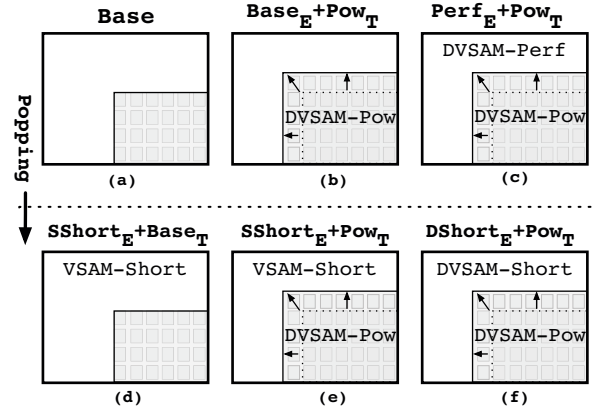 Base
Base_E+Pow_T
Perf_E+Pow_T
DVSAM-Perf
DVSAM-Pow
DVSAM-Pow
(a)
(b)
(c)
Popping
SShort_E+Base_T
SShort_E+Pow_T
DShort_E+Pow_T
VSAM-Short
VSAM-Short
DVSAM-Short
DVSAM-Pow
DVSAM-Pow
(d)
(e)
(f)